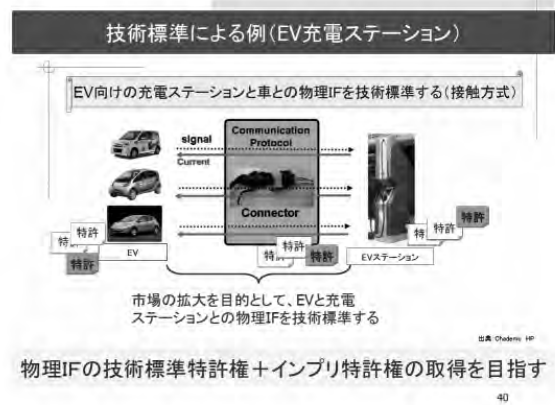 技術標準による例(EV充電ステーション)
EV向けの充電ステーションと車との物理IFを技術標準する(接触方式)
signal
Current
Communication
Protocol
Connector
特許
特許
EV
特許
特許
特許
EVステーション
特許
特許
市場の拡大を目的として、EVと充電
ステーションとの物理IFを技術標準する
出典 Chademo HP
物理IFの技術標準特許権+インプリ特許権の取得を目指す
40